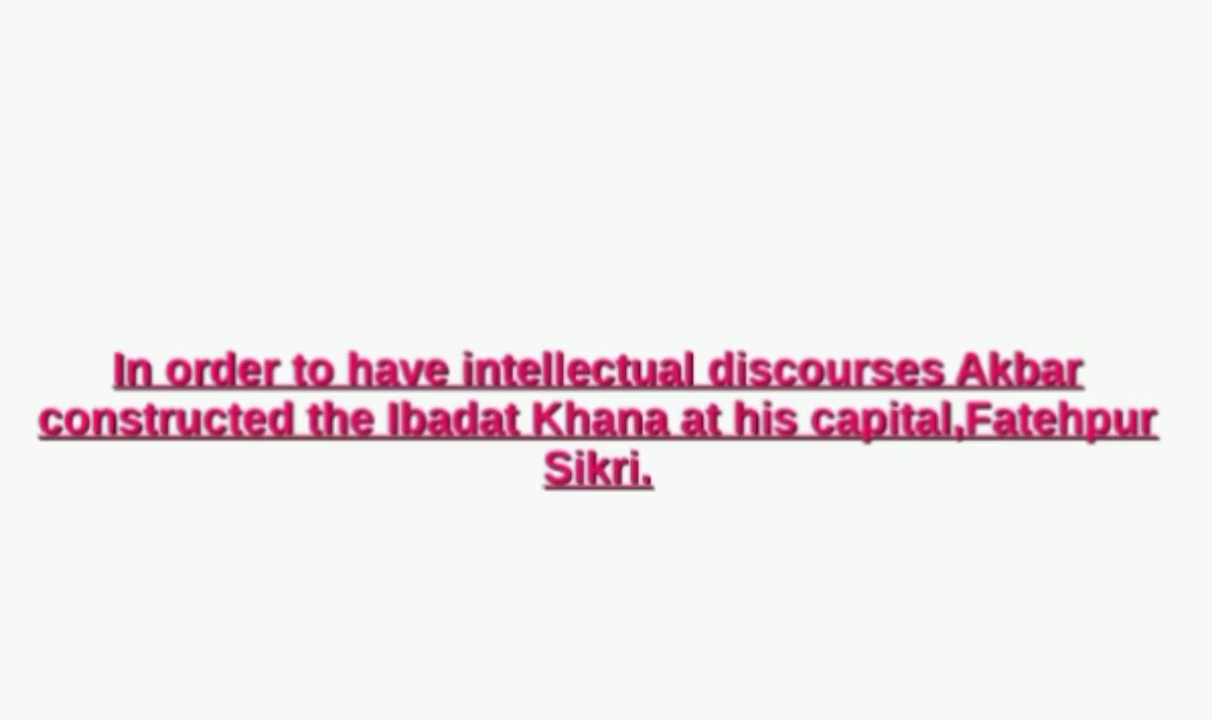 In order to have intellectual discourses Akbar
constructed the Ibadat Khana at his capital,Fatehpur
Sikri.